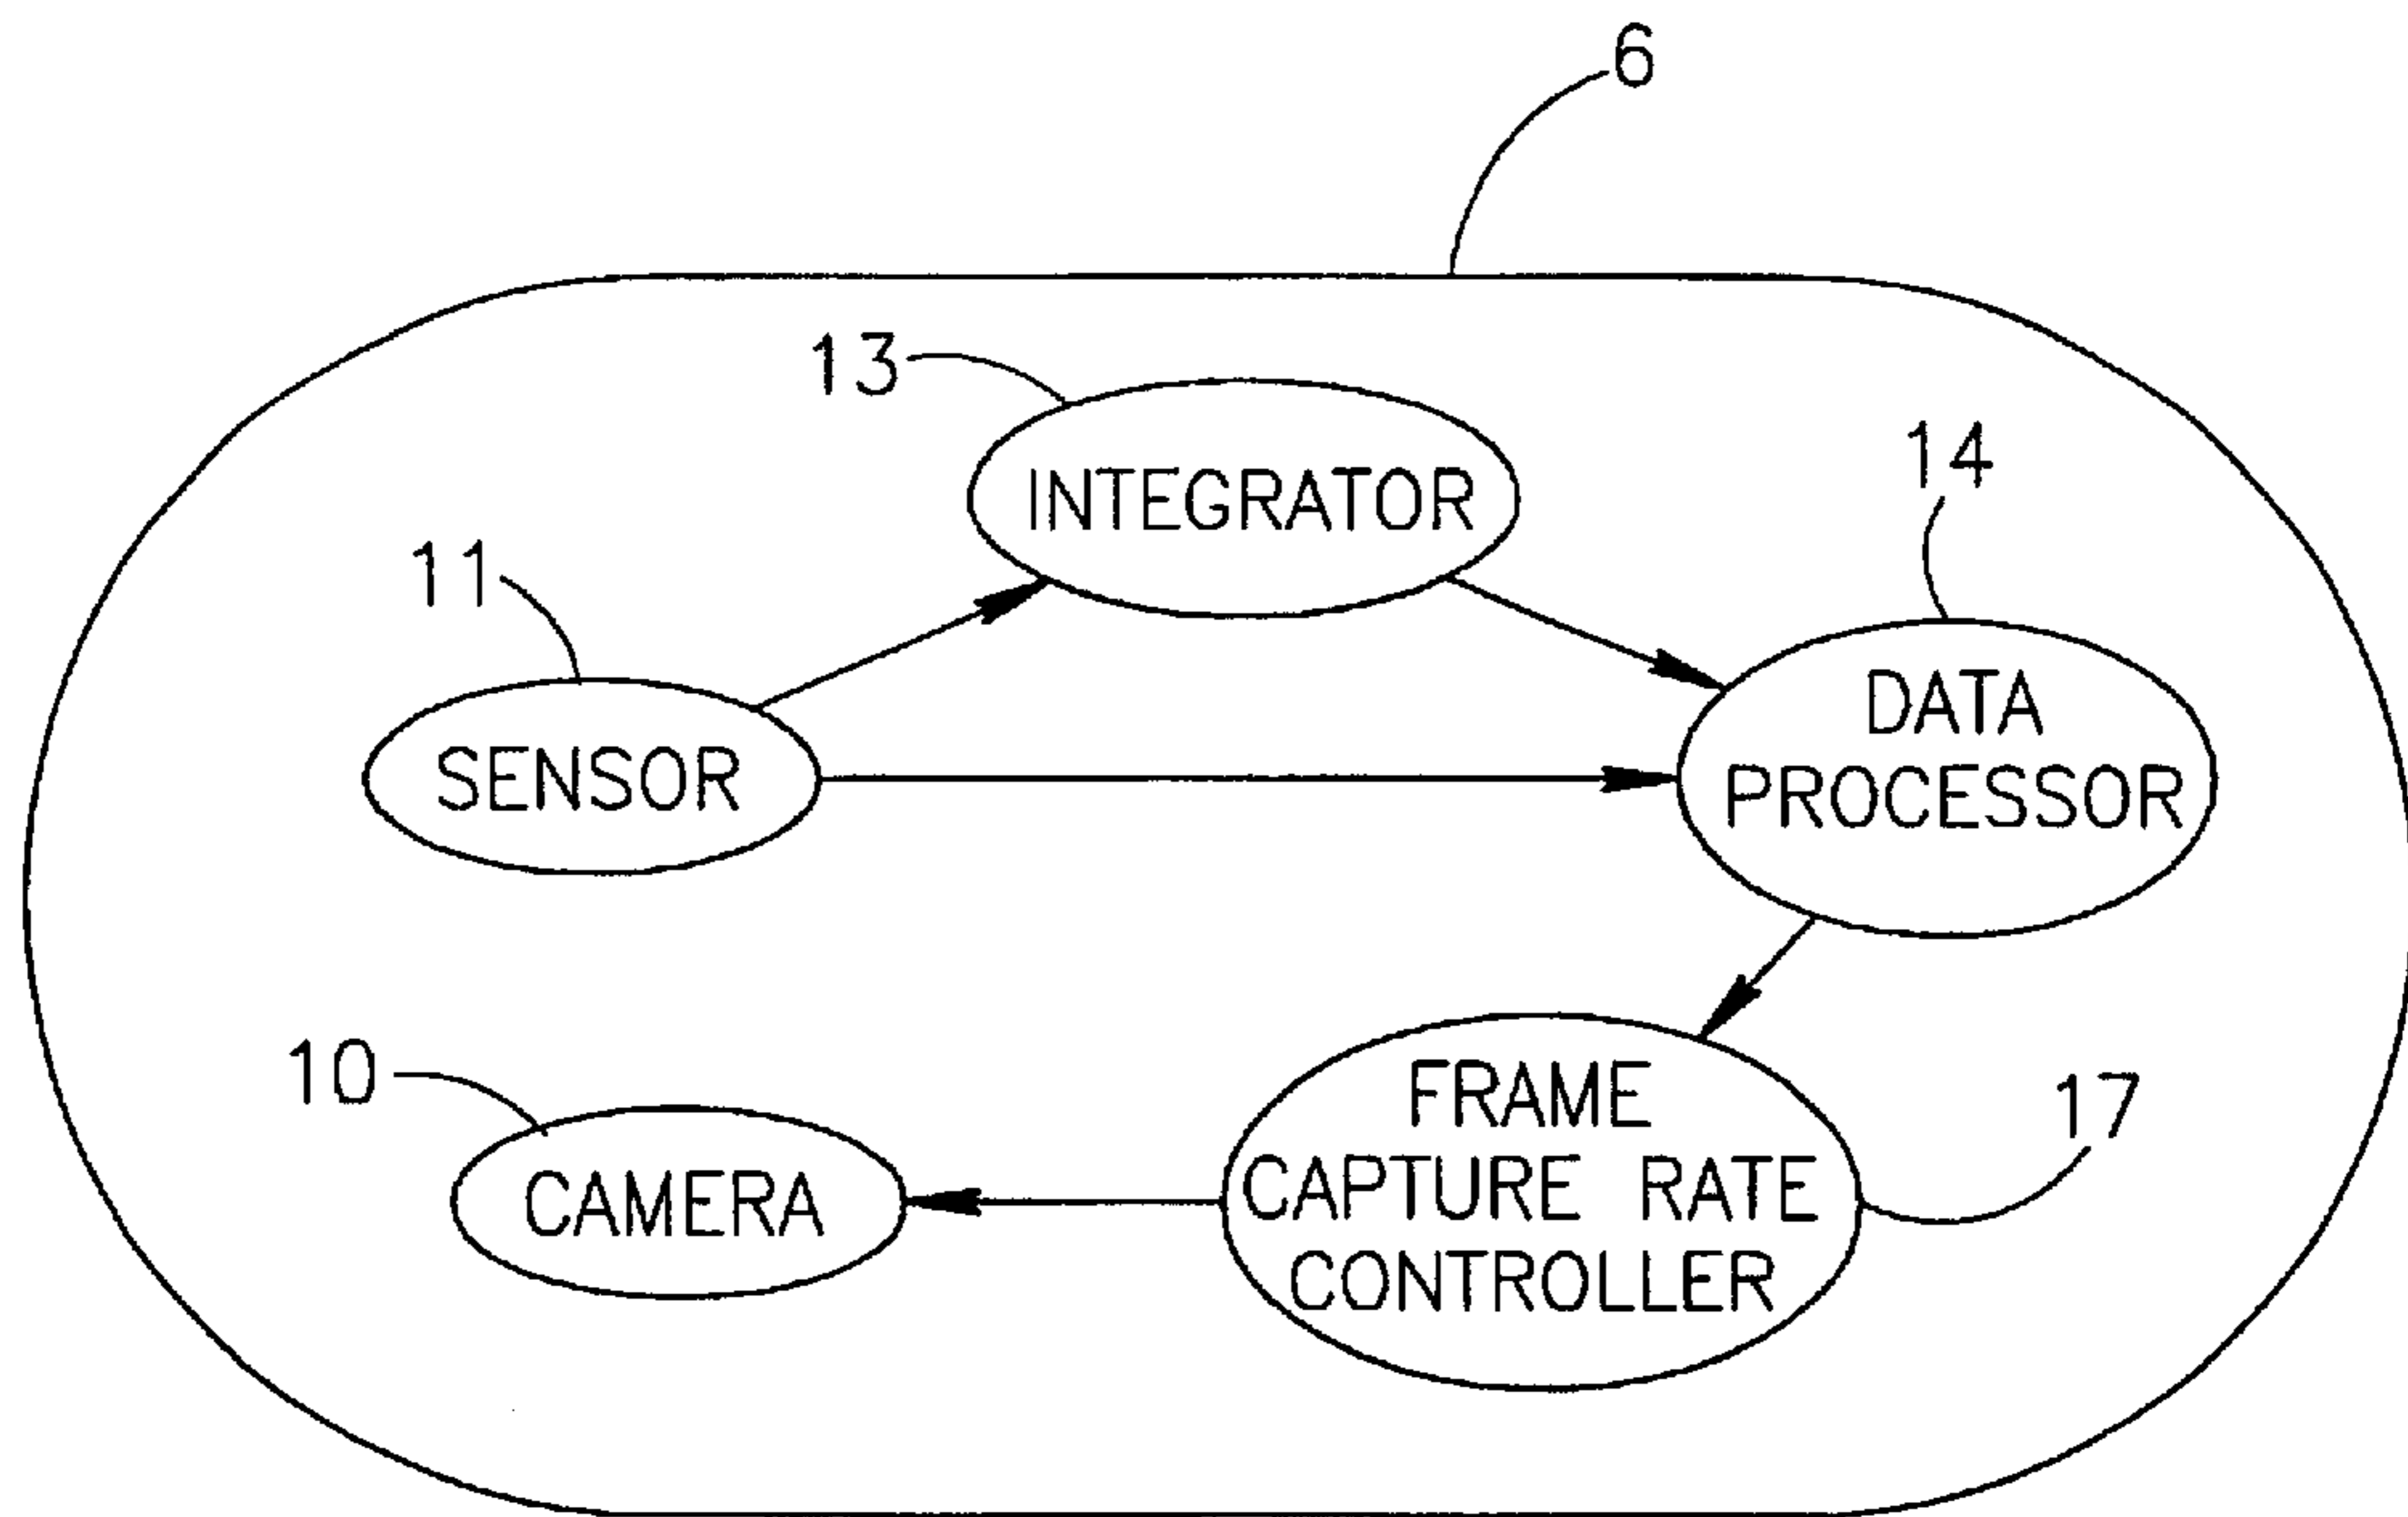 6
13
INTEGRATOR
14
11
DATA
PROCESSOR
SENSOR
10
CAMERA
FRAME
CAPTURE RATE
CONTROLLER
17